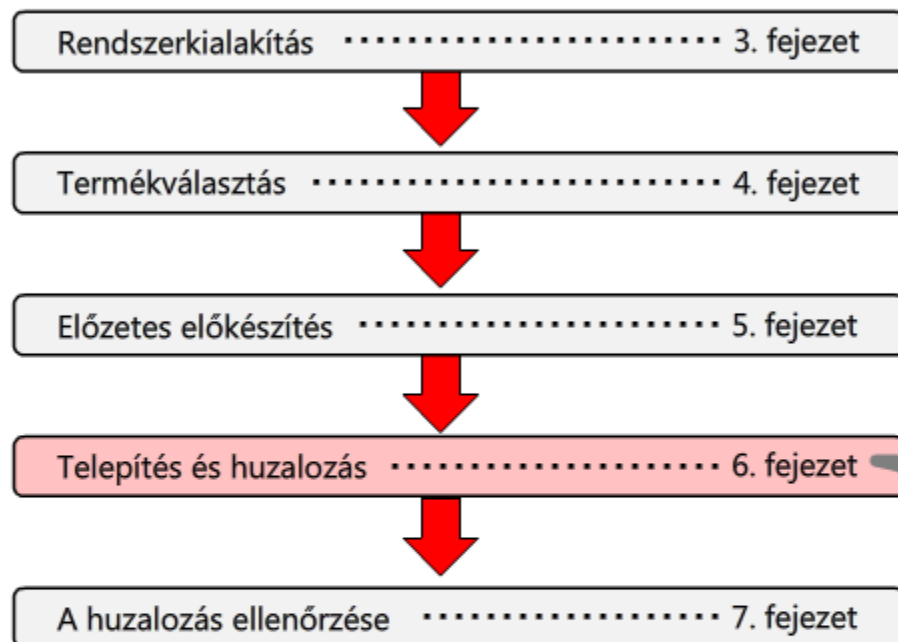 Rendszerkialakítás ························ 3. fejezet
Termékválasztás ·························· 4. fejezet
Előzetes előkészítés ······················· 5. fejezet
Telepítés és huzalozás ····················· 6. fejezet
A huzalozás ellenőrzése ··················· 7. fejezet